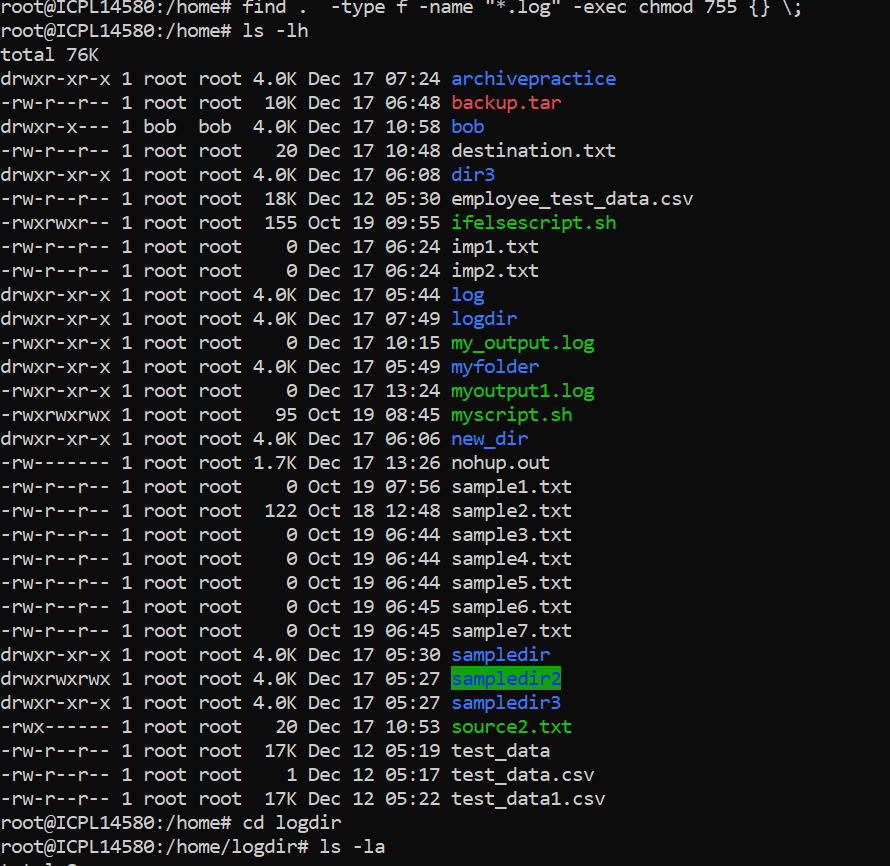 root@ICPL14580:/home# find .  -type f -name "*.log" -exec chmod 755 {} \;
root@ICPL14580:/home# ls -lh
total 76K
drwxr-xr-x 1 root root 4.0K Dec 17 07:24 archivepractice
-rw-r--r-- 1 root root  10K Dec 17 06:48 backup.tar
drwxr-x--- 1 bob  bob  4.0K Dec 17 10:58 bob
-rw-r--r-- 1 root root   20 Dec 17 10:48 destination.txt
drwxr-xr-x 1 root root 4.0K Dec 17 06:08 dir3
-rw-r--r-- 1 root root  18K Dec 12 05:30 employee_test_data.csv
-rwxrwxr-- 1 root root  155 Oct 19 09:55 ifelsescript.sh
-rw-r--r-- 1 root root    0 Dec 17 06:24 imp1.txt
-rw-r--r-- 1 root root    0 Dec 17 06:24 imp2.txt
drwxr-xr-x 1 root root 4.0K Dec 17 05:44 log
drwxr-xr-x 1 root root 4.0K Dec 17 07:49 logdir
-rwxr-xr-x 1 root root    0 Dec 17 10:15 my_output.log
drwxr-xr-x 1 root root 4.0K Dec 17 05:49 myfolder
-rwxr-xr-x 1 root root    0 Dec 17 13:24 myoutput1.log
-rwxrwxrwx 1 root root   95 Oct 19 08:45 myscript.sh
drwxr-xr-x 1 root root 4.0K Dec 17 06:06 new_dir
-rw------- 1 root root 1.7K Dec 17 13:26 nohup.out
-rw-r--r-- 1 root root    0 Oct 19 07:56 sample1.txt
-rw-r--r-- 1 root root  122 Oct 18 12:48 sample2.txt
-rw-r--r-- 1 root root    0 Oct 19 06:44 sample3.txt
-rw-r--r-- 1 root root    0 Oct 19 06:44 sample4.txt
-rw-r--r-- 1 root root    0 Oct 19 06:44 sample5.txt
-rw-r--r-- 1 root root    0 Oct 19 06:45 sample6.txt
-rw-r--r-- 1 root root    0 Oct 19 06:45 sample7.txt
drwxr-xr-x 1 root root 4.0K Dec 17 05:30 sampledir
drwxrwxrwx 1 root root 4.0K Dec 17 05:27 sampledir2
drwxr-xr-x 1 root root 4.0K Dec 17 05:27 sampledir3
-rwx------ 1 root root   20 Dec 17 10:53 source2.txt
-rw-r--r-- 1 root root  17K Dec 12 05:19 test_data
-rw-r--r-- 1 root root    1 Dec 12 05:17 test_data.csv
-rw-r--r-- 1 root root  17K Dec 12 05:22 test_data1.csv
root@ICPL14580:/home# cd logdir
root@ICPL14580:/home/logdir# ls -la